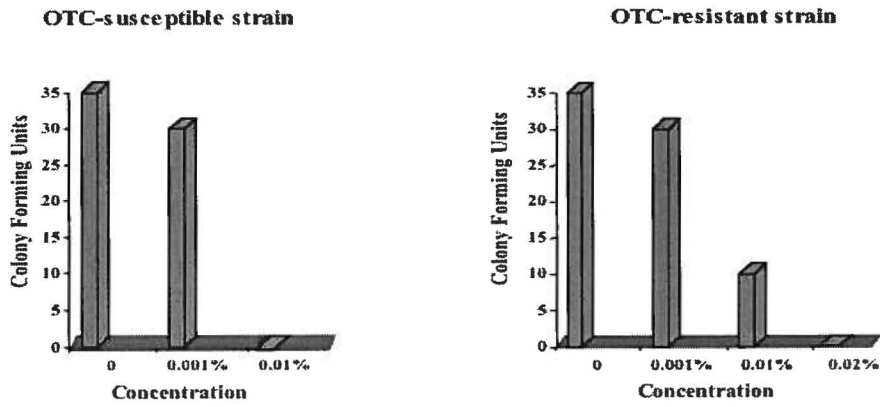 OTC-susceptible strain
Colony Forming Units
35
30
25
20
15
10
5
0
0 0.001% 0.01%
Concentration
OTC-resistant strain
Colony Forming Units
35
30
25
20
15
10
5
0
0 0.001% 0.01% 0.02%
Concentration